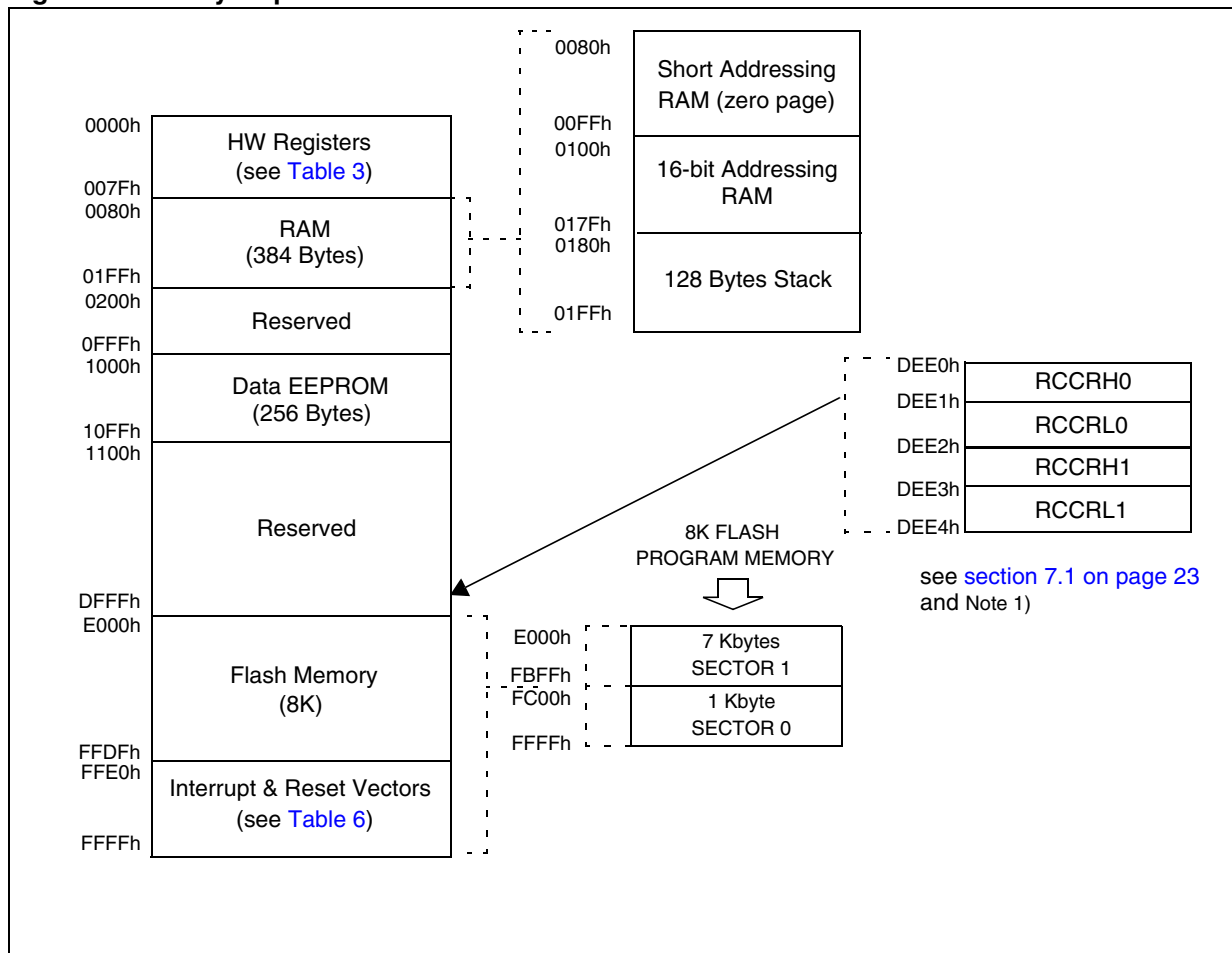 0000h
HW Registers
(see Table 3)
007Fh
0080h
RAM
(384 Bytes)
01FFh
0200h
Reserved
0FFFh
1000h
Data EEPROM
(256 Bytes)
10FFh
1100h
Reserved
DFFFh
E000h
Flash Memory
(8K)
FFDFh
FFE0h
Interrupt & Reset Vectors
(see Table 6)
FFFFh
0080h
Short Addressing
RAM (zero page)
00FFh
0100h
16-bit Addressing
RAM
017Fh
0180h
128 Bytes Stack
01FFh
8K FLASH
PROGRAM MEMORY
E000h
7 Kbytes
SECTOR 1
FBFFh
FC00h
1 Kbyte
SECTOR 0
FFFFh
DEE0h
RCCRH0
DEE1h
RCCRL0
DEE2h
RCCRH1
DEE3h
RCCRL1
DEE4h
see section 7.1 on page 23
and Note 1)